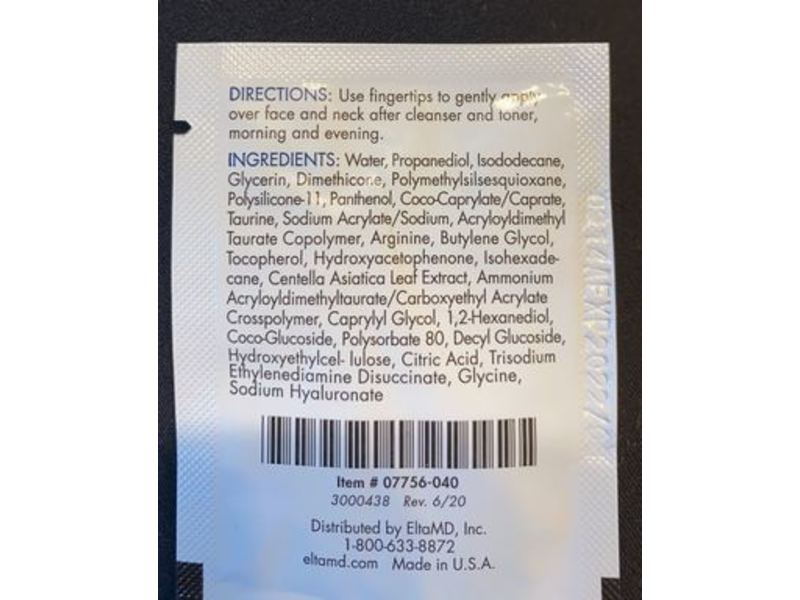 DIRECTIONS: Use fingertips to gently apply
over face and neck after cleanser and toner,
morning and evening.
INGREDIENTS: Water, Propanediol, Isododecane,
Glycerin, Dimethicone, Polymethylsilsesquioxane,
Polysilicone-11, Panthenol, Coco-Caprylate/Caprate,
Taurine, Sodium Acrylate/Sodium, Acryloyldimethyl
Taurate Copolymer, Arginine, Butylene Glycol,
Tocopherol, Hydroxyacetophenone, Isohexade-
cane, Centella Asiatica Leaf Extract, Ammonium
Acryloyldimethyltaurate/Carboxyethyl Acrylate
Crosspolymer, Caprylyl Glycol, 1,2-Hexanediol,
Coco-Glucoside, Polysorbate 80, Decyl Glucoside,
Hydroxyethylcel- lulose, Citric Acid, Trisodium
Ethylenediamine Disuccinate, Glycine,
Sodium Hyaluronate
Item # 07756-040
3000438 Rev. 6/20
Distributed by EltaMD, Inc.
1-800-633-8872
eltamd.com Made in U.S.A.